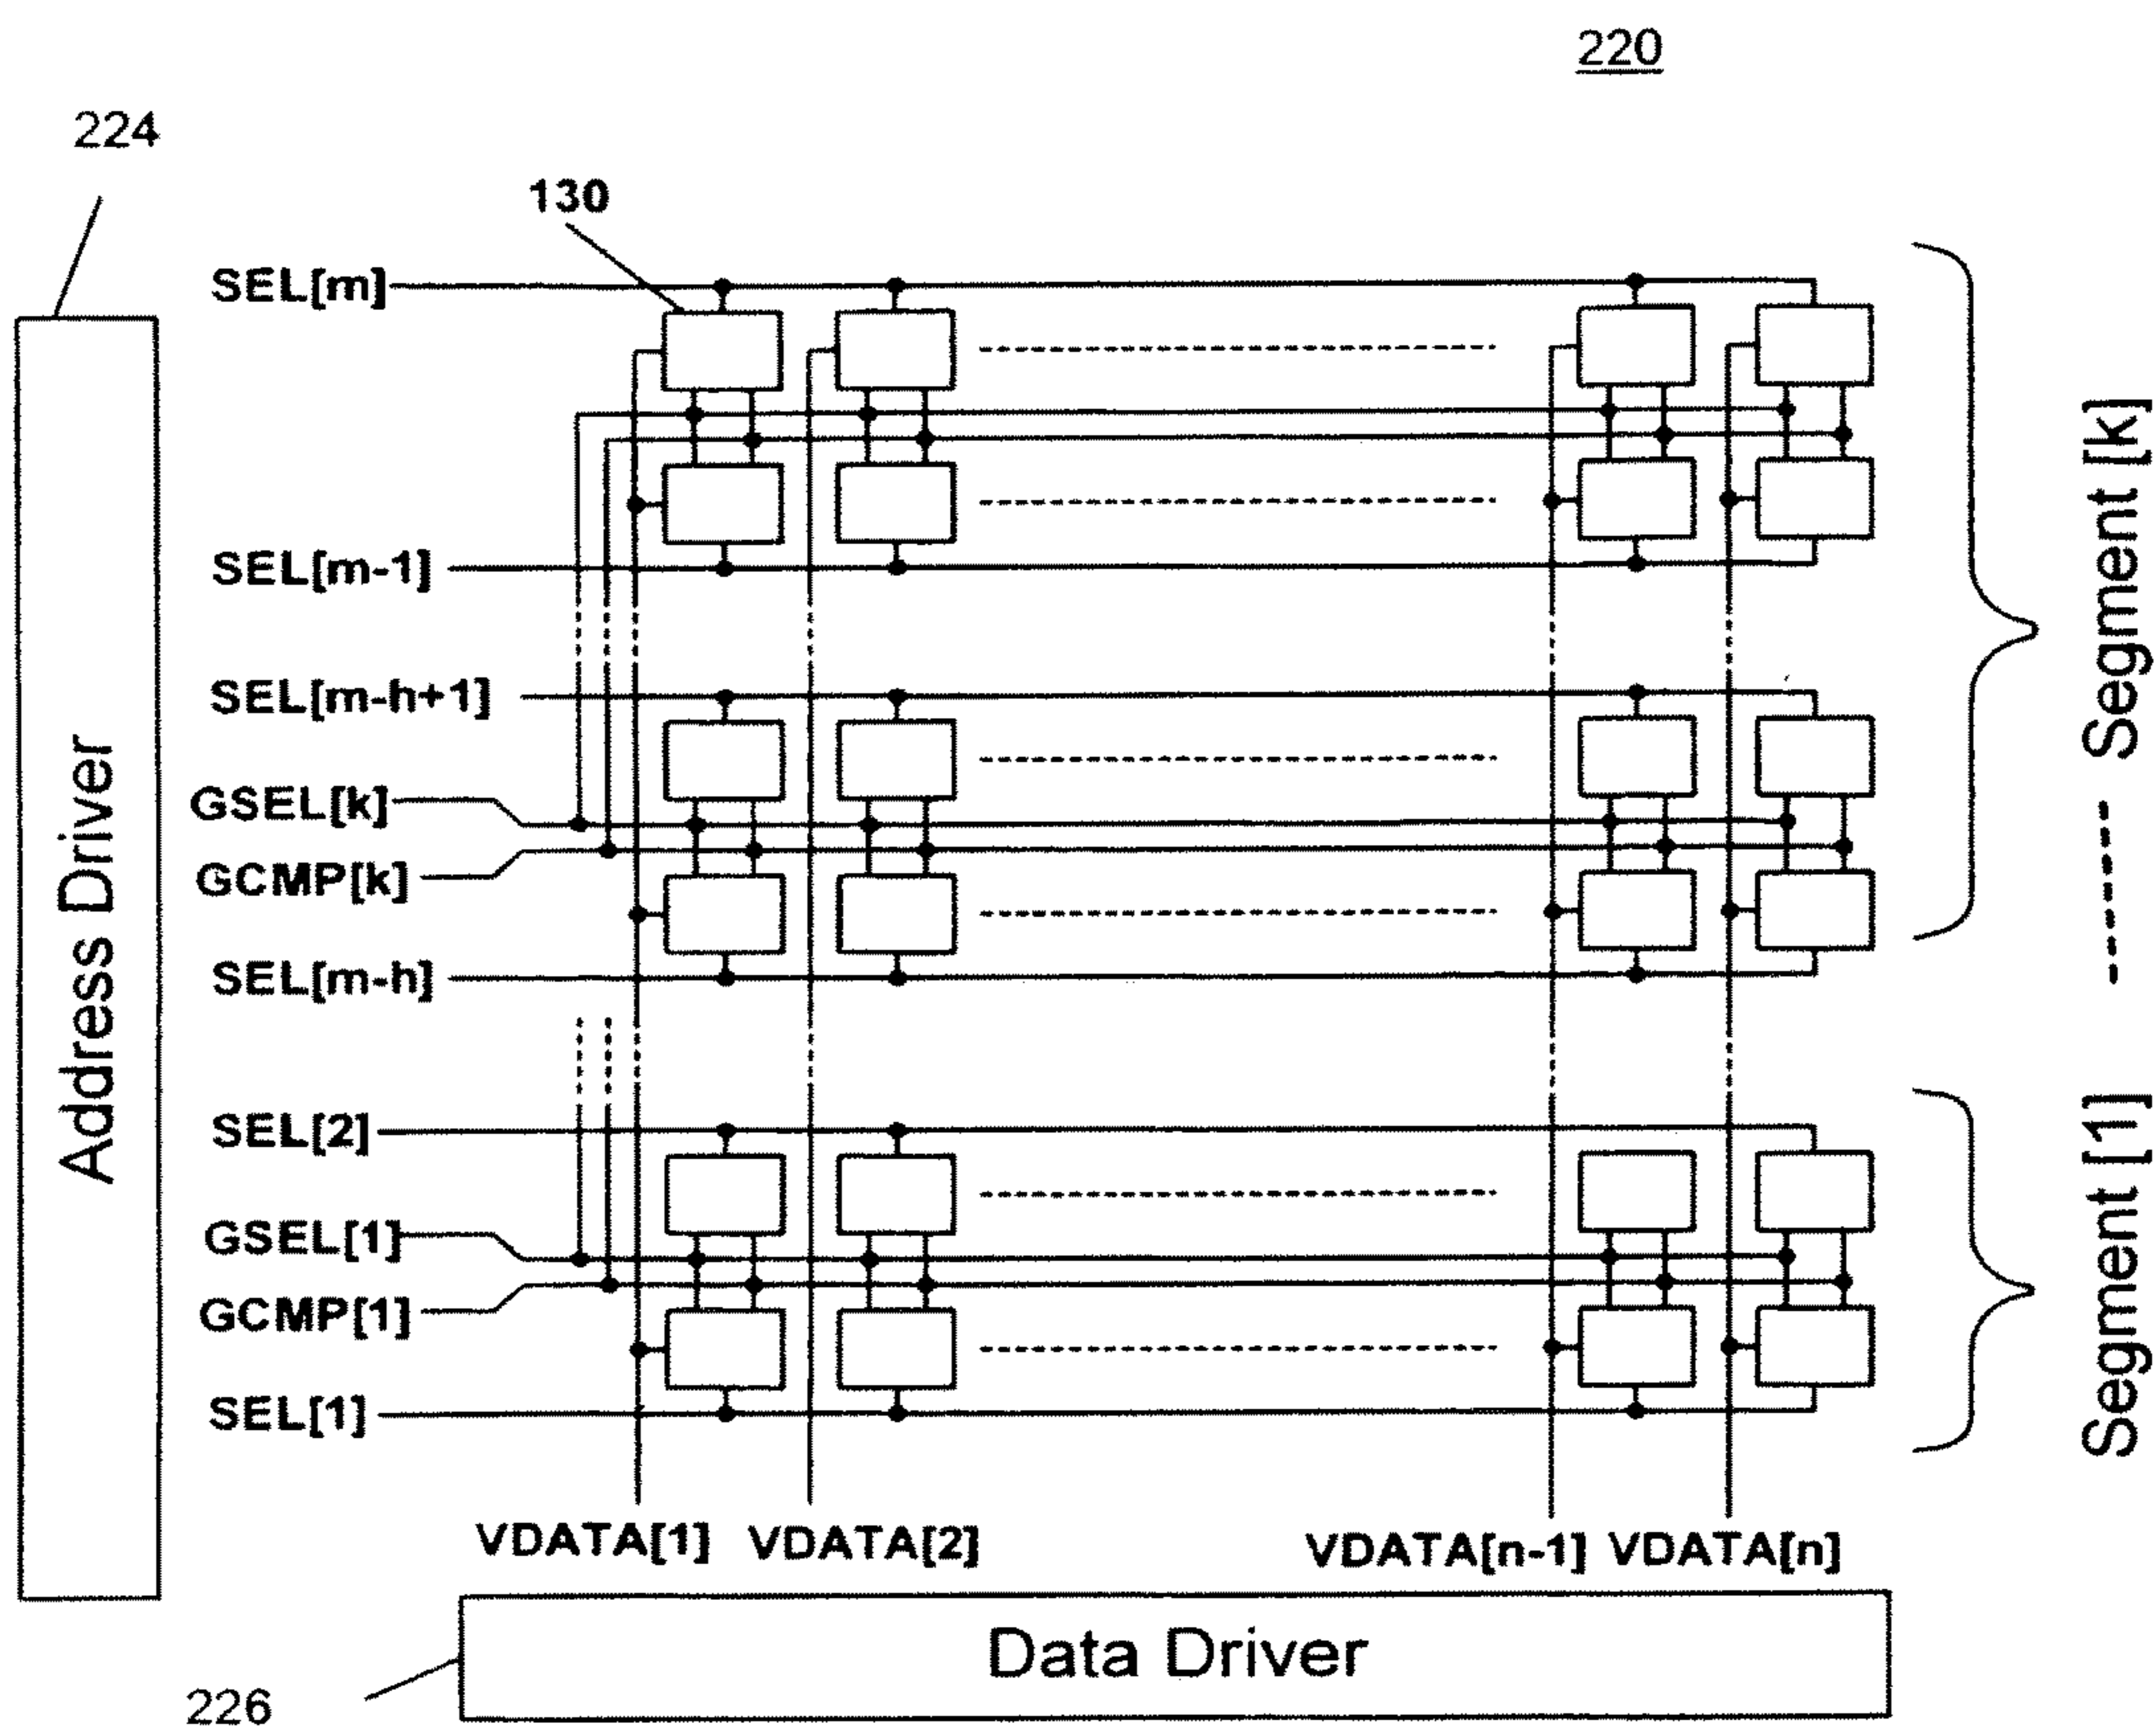 220
224
130
SEL[m]
SEL[m-1]
SEL[m-h+1]
GSEL[k]
GCMP[k]
SEL[m-h]
SEL[2]
GSEL[1]
GCMP[1]
SEL[1]
Address Driver
Segment [k]
Segment [1]
VDATA[1] VDATA[2] VDATA[n-1] VDATA[n]
Data Driver
226